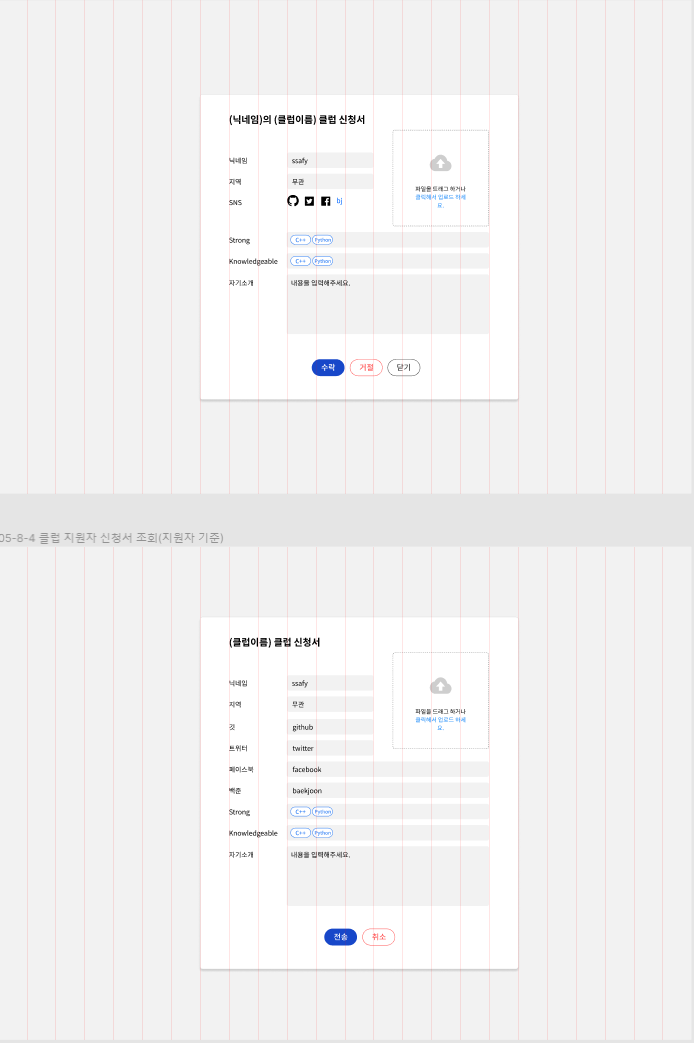 (닉네임)의 (클럽이름) 클럽 신청서
닉네임 ssafy
지역 무관
SNS bj
파일을 드래그 하거나
클릭해서 업로드 하세
요.
Strong C++ Python
Knowledgeable C++ Python
자기소개 내용을 입력해주세요.
수락 거절 닫기
05-8-4 클럽 지원자 신청서 조회(지원자 기준)
(클럽이름) 클럽 신청서
닉네임 ssafy
지역 무관
깃 github
트위터 twitter
파일을 드래그 하거나
클릭해서 업로드 하세
요.
페이스북 facebook
백준 baekjoon
Strong C++ Python
Knowledgeable C++ Python
자기소개 내용을 입력해주세요.
전송 취소